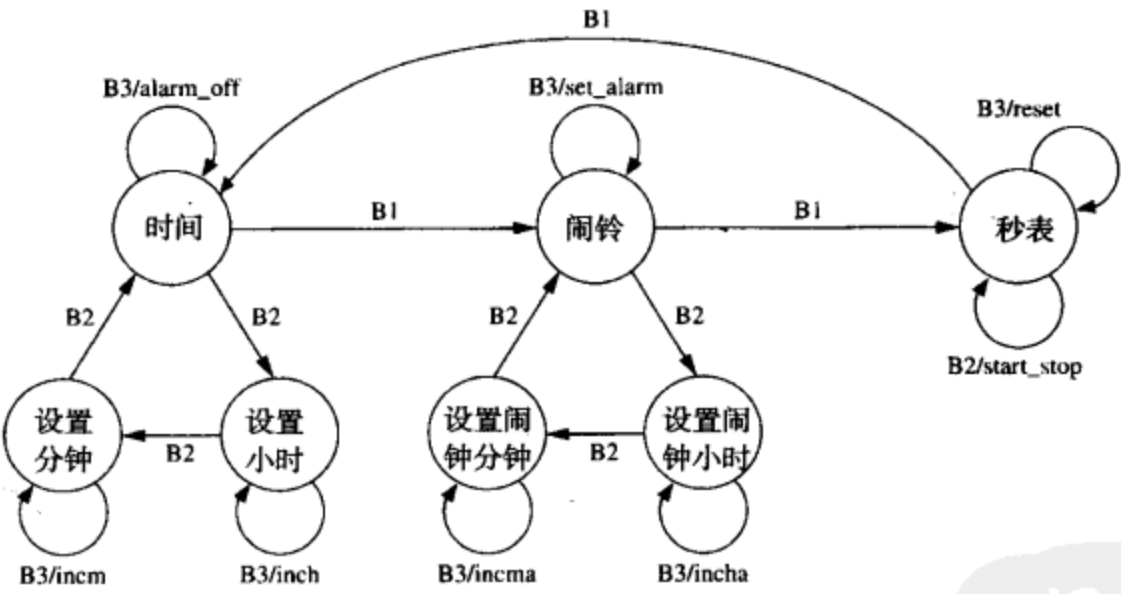 B1
B3/alarm_off
B3/set_alarm
B3/reset
时间
B1
闹铃
B1
秒表
B2
B2
B2
B2
B2/start_stop
设置
分钟
B2
设置
小时
设置闹
钟分钟
B2
设置闹
钟小时
B3/incm
B3/inch
B3/incma
B3/incha